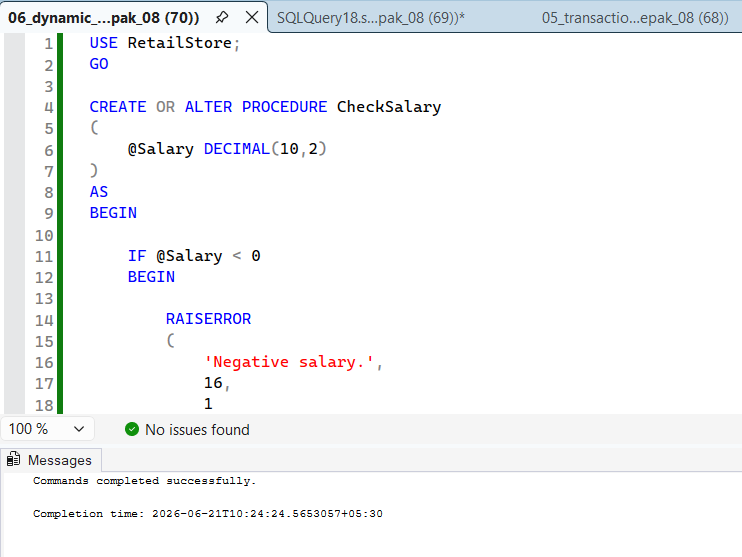 06_dynamic_...pak_08 (70))
SQLQuery18.s...pak_08 (69))*
05_transactio...epak_08 (68))
1 USE RetailStore;
2 GO
3
4 CREATE OR ALTER PROCEDURE CheckSalary
5 (
6 @Salary DECIMAL(10,2)
7 )
8 AS
9 BEGIN
10
11 IF @Salary < 0
12 BEGIN
13
14 RAISERROR
15 (
16 'Negative salary.',
17 16,
18 1
100 %
No issues found
Messages
Commands completed successfully.
Completion time: 2026-06-21T10:24:24.5653057+05:30